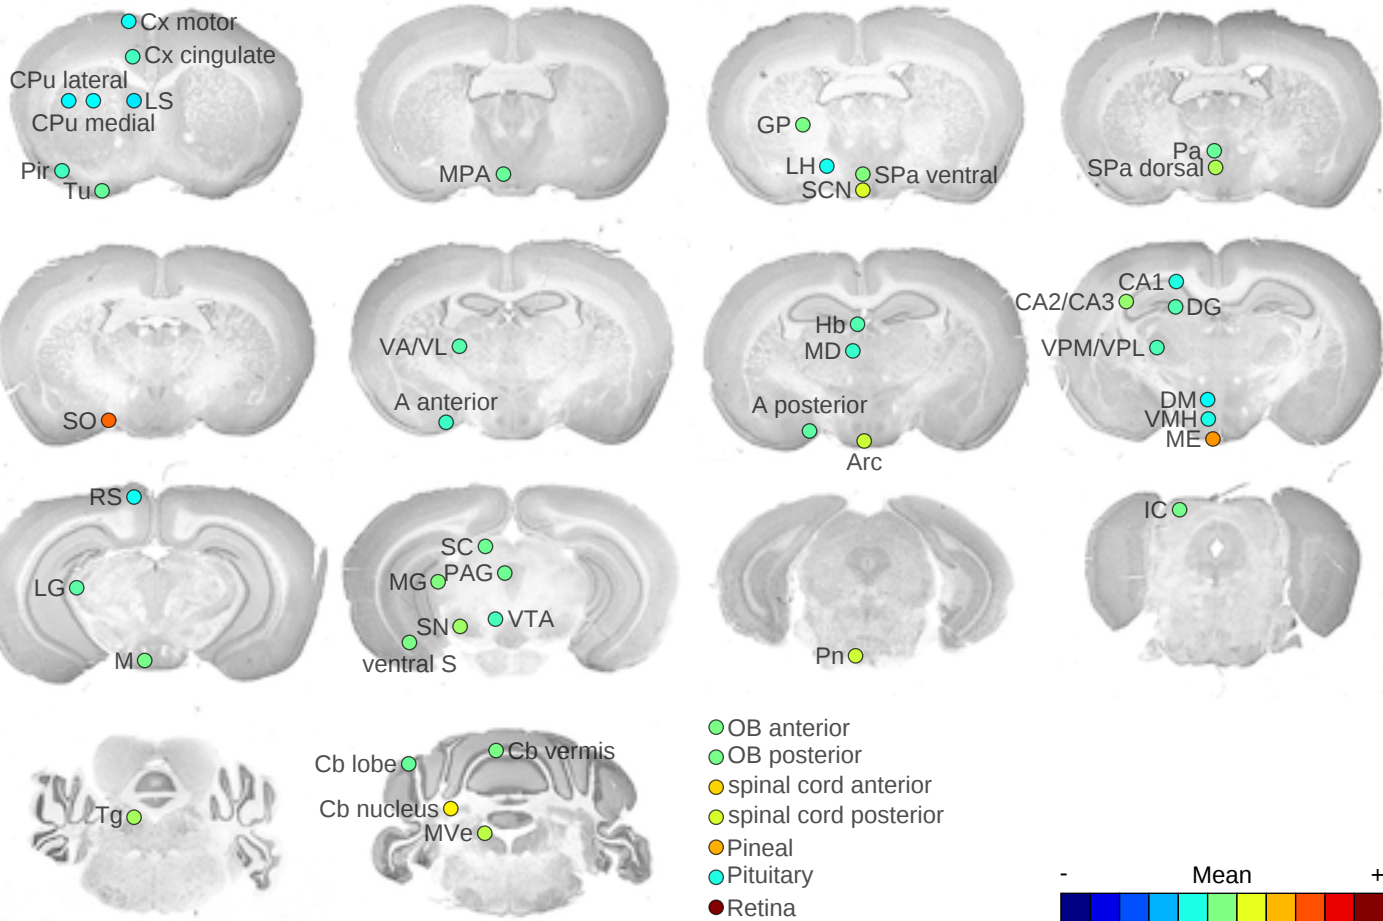 Cx motor
Cx cingulate
CPu lateral
LS
CPu medial
Pir
Tu
MPA
GP
LH
SPa ventral
SCN
Pa
SPa dorsal
SO
VA/VL
A anterior
Hb
MD
A posterior
Arc
CA1
CA2/CA3
DG
VPM/VPL
DM
VMH
ME
RS
LG
M
SC
PAG
MG
VTA
SN
ventral S
Pn
IC
Tg
Cb vermis
Cb lobe
Cb nucleus
MVe
OB anterior
OB posterior
spinal cord anterior
spinal cord posterior
Pineal
Pituitary
Retina
- Mean +